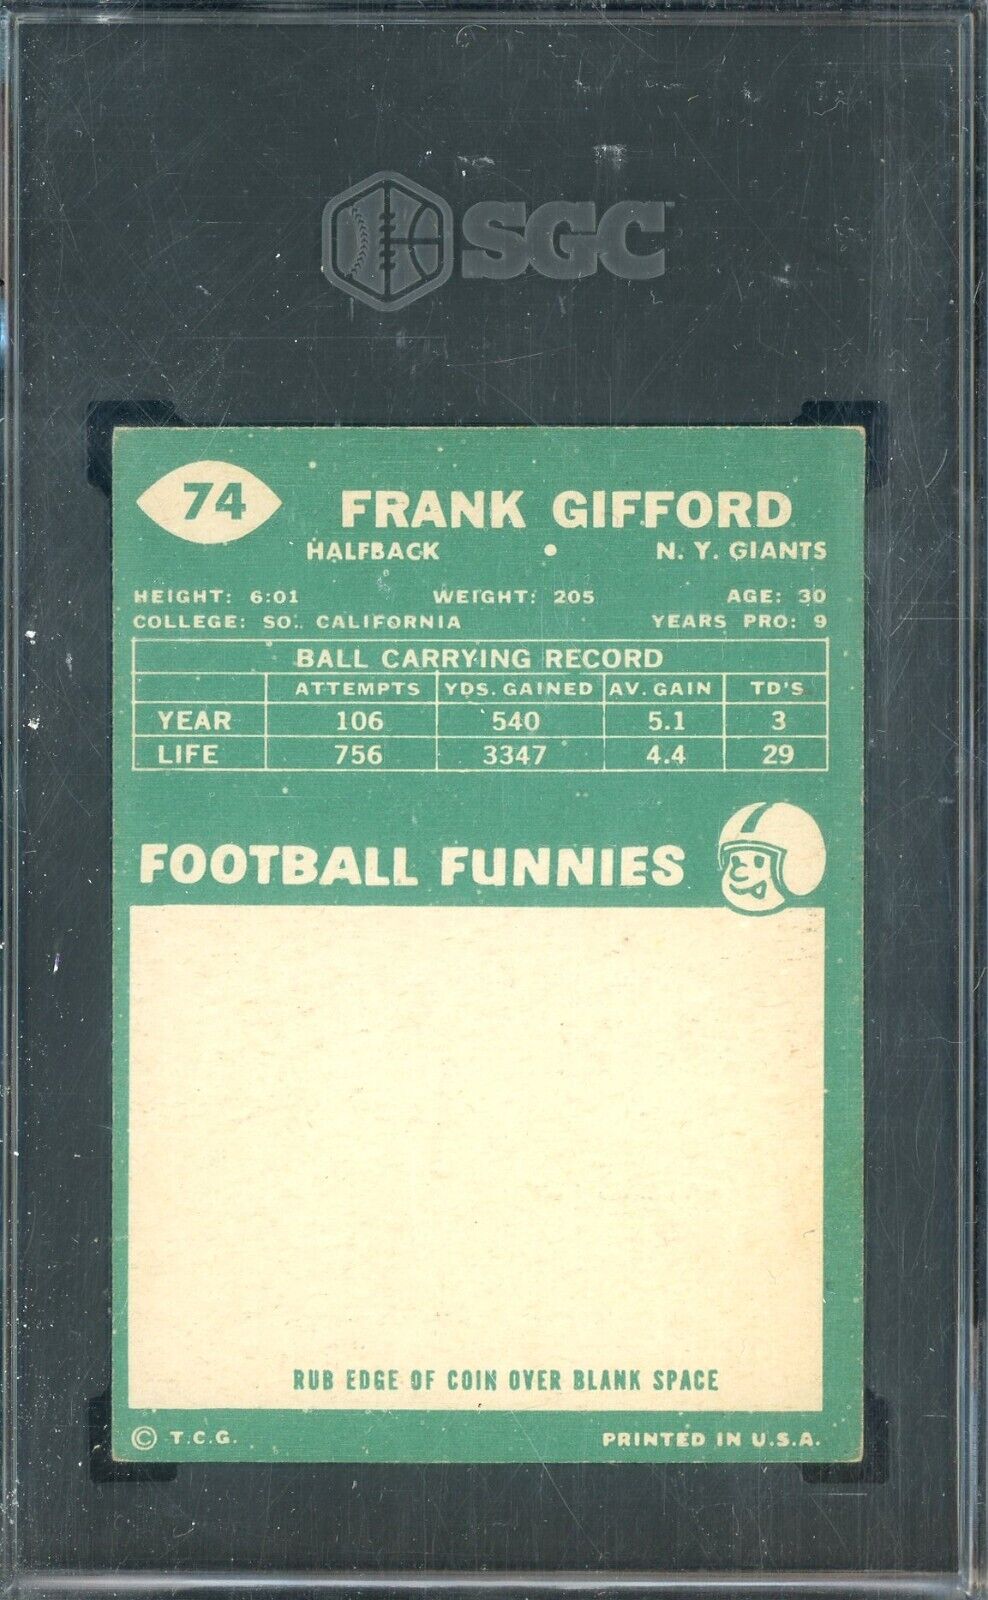 SGC™
74
FRANK GIFFORD
HALFBACK • N. Y. GIANTS
HEIGHT: 6:01 WEIGHT: 205 AGE: 30
COLLEGE: SO. CALIFORNIA YEARS PRO: 9
BALL CARRYING RECORD
ATTEMPTS YDS. GAINED AV. GAIN TD'S
YEAR 106 540 5.1 3
LIFE 756 3347 4.4 29
FOOTBALL FUNNIES
RUB EDGE OF COIN OVER BLANK SPACE
© T.C.G. PRINTED IN U.S.A.